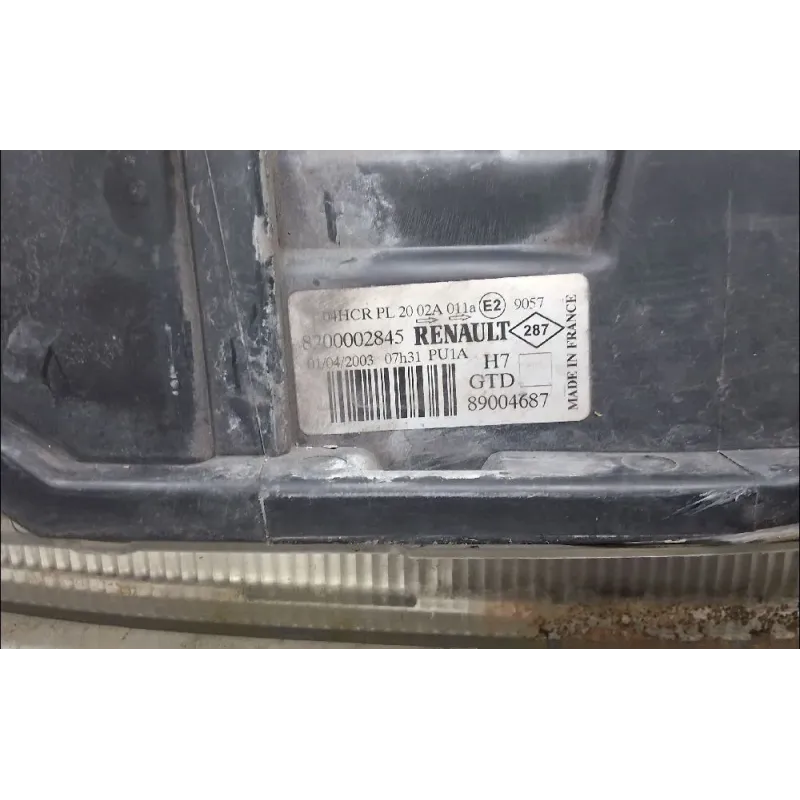 04HCR PL 20 02A 011a E2 9057
8200002845 RENAULT 287
01/04/2003 07h31 PU1A H7
GTD
89004687
MADE IN FRANCE